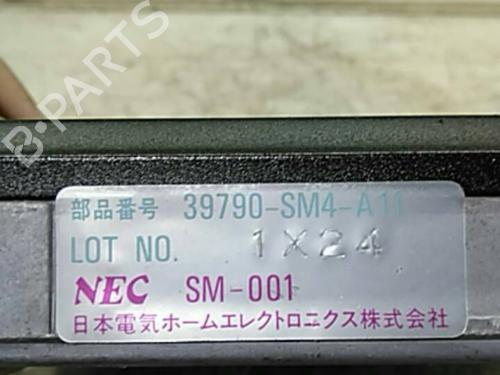 B-PARTS
部品番号 39790-SM4-A11
LOT NO. 1X24
NEC SM-001
日本電気ホームエレクトロニクス株式会社